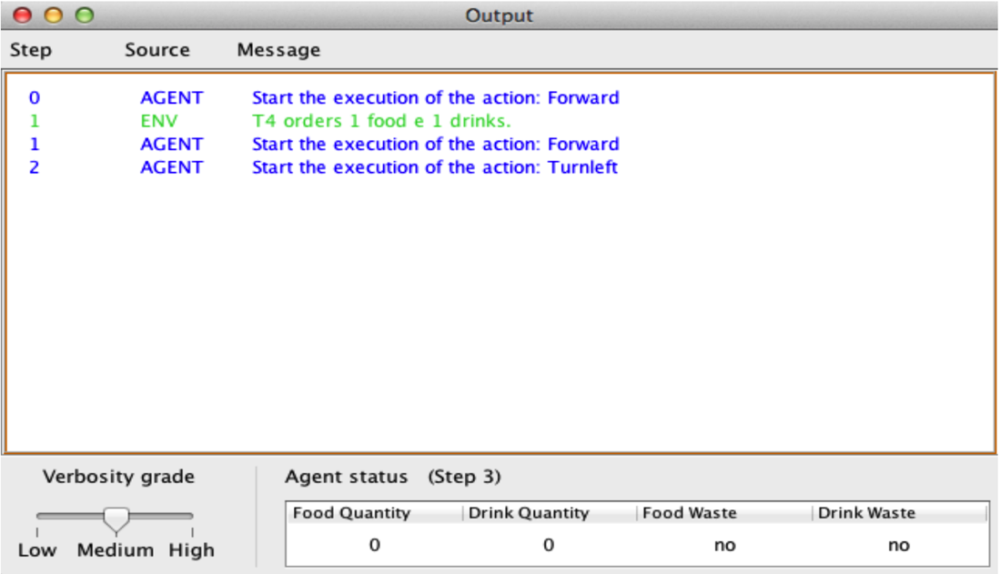 Output
Step Source Message
0 AGENT Start the execution of the action: Forward
1 ENV T4 orders 1 food e 1 drinks.
1 AGENT Start the execution of the action: Forward
2 AGENT Start the execution of the action: Turnleft
Verbosity grade Agent status (Step 3)
Food Quantity Drink Quantity Food Waste Drink Waste
Low Medium High 0 0 no no